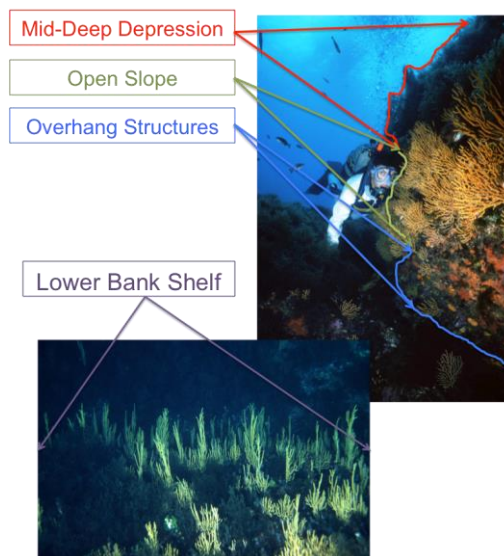 Mid-Deep Depression
Open Slope
Overhang Structures
Lower Bank Shelf